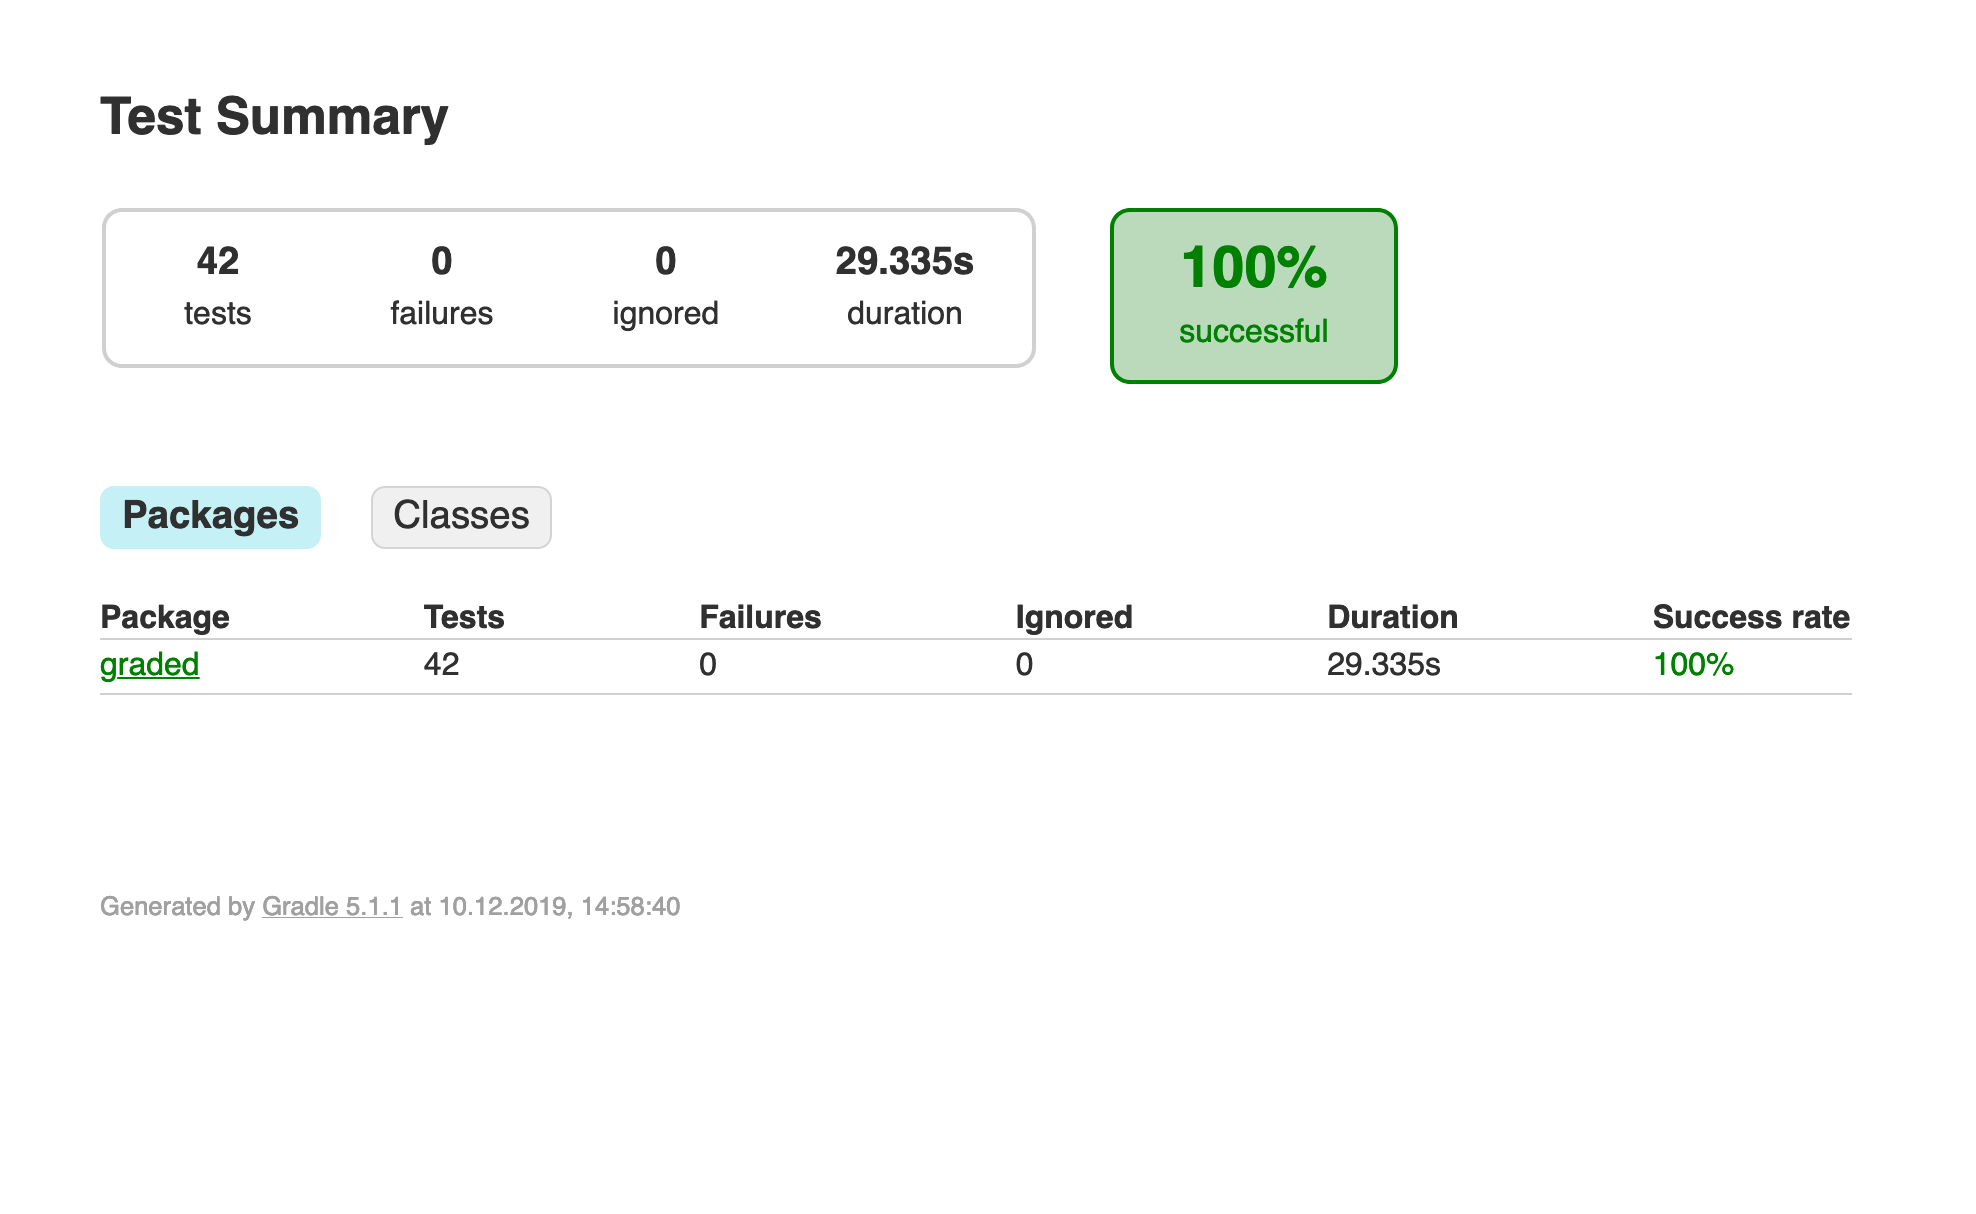 Test Summary
42 0 0 29.335s
tests failures ignored duration
100%
successful
Packages Classes
Package Tests Failures Ignored Duration Success rate
graded 42 0 0 29.335s 100%
Generated by Gradle 5.1.1 at 10.12.2019, 14:58:40